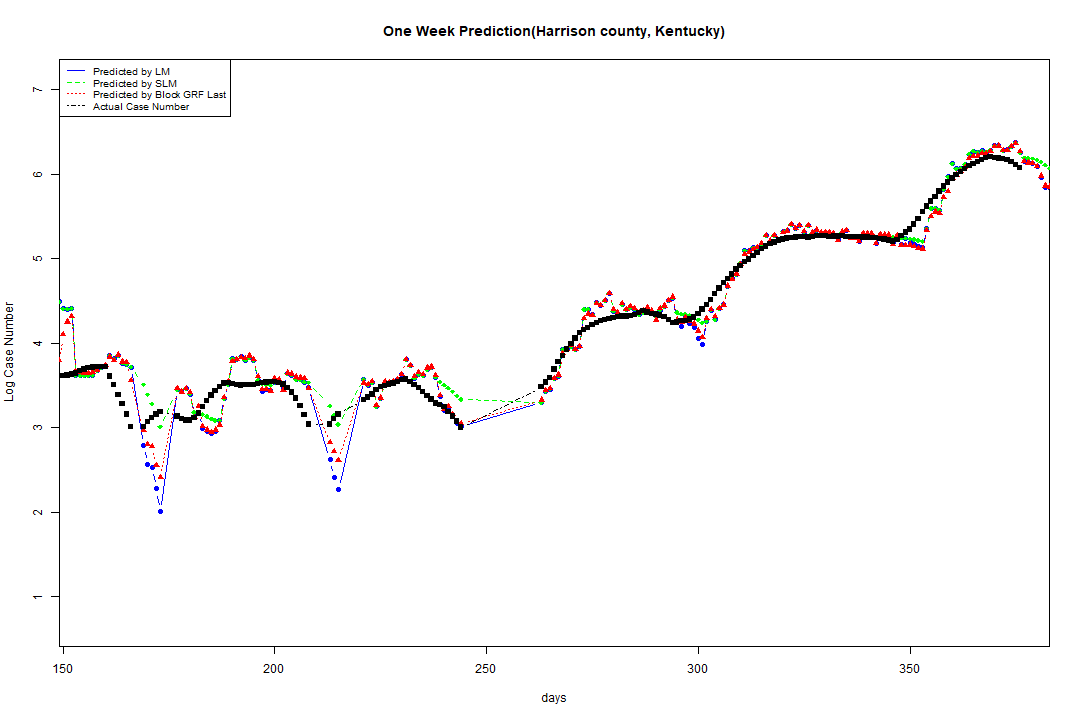 One Week Prediction(Harrison county, Kentucky)
Predicted by LM
Predicted by SLM
Predicted by Block GRF Last
Actual Case Number
Log Case Number
7
6
5
4
3
2
1
150 200 250 300 350
days